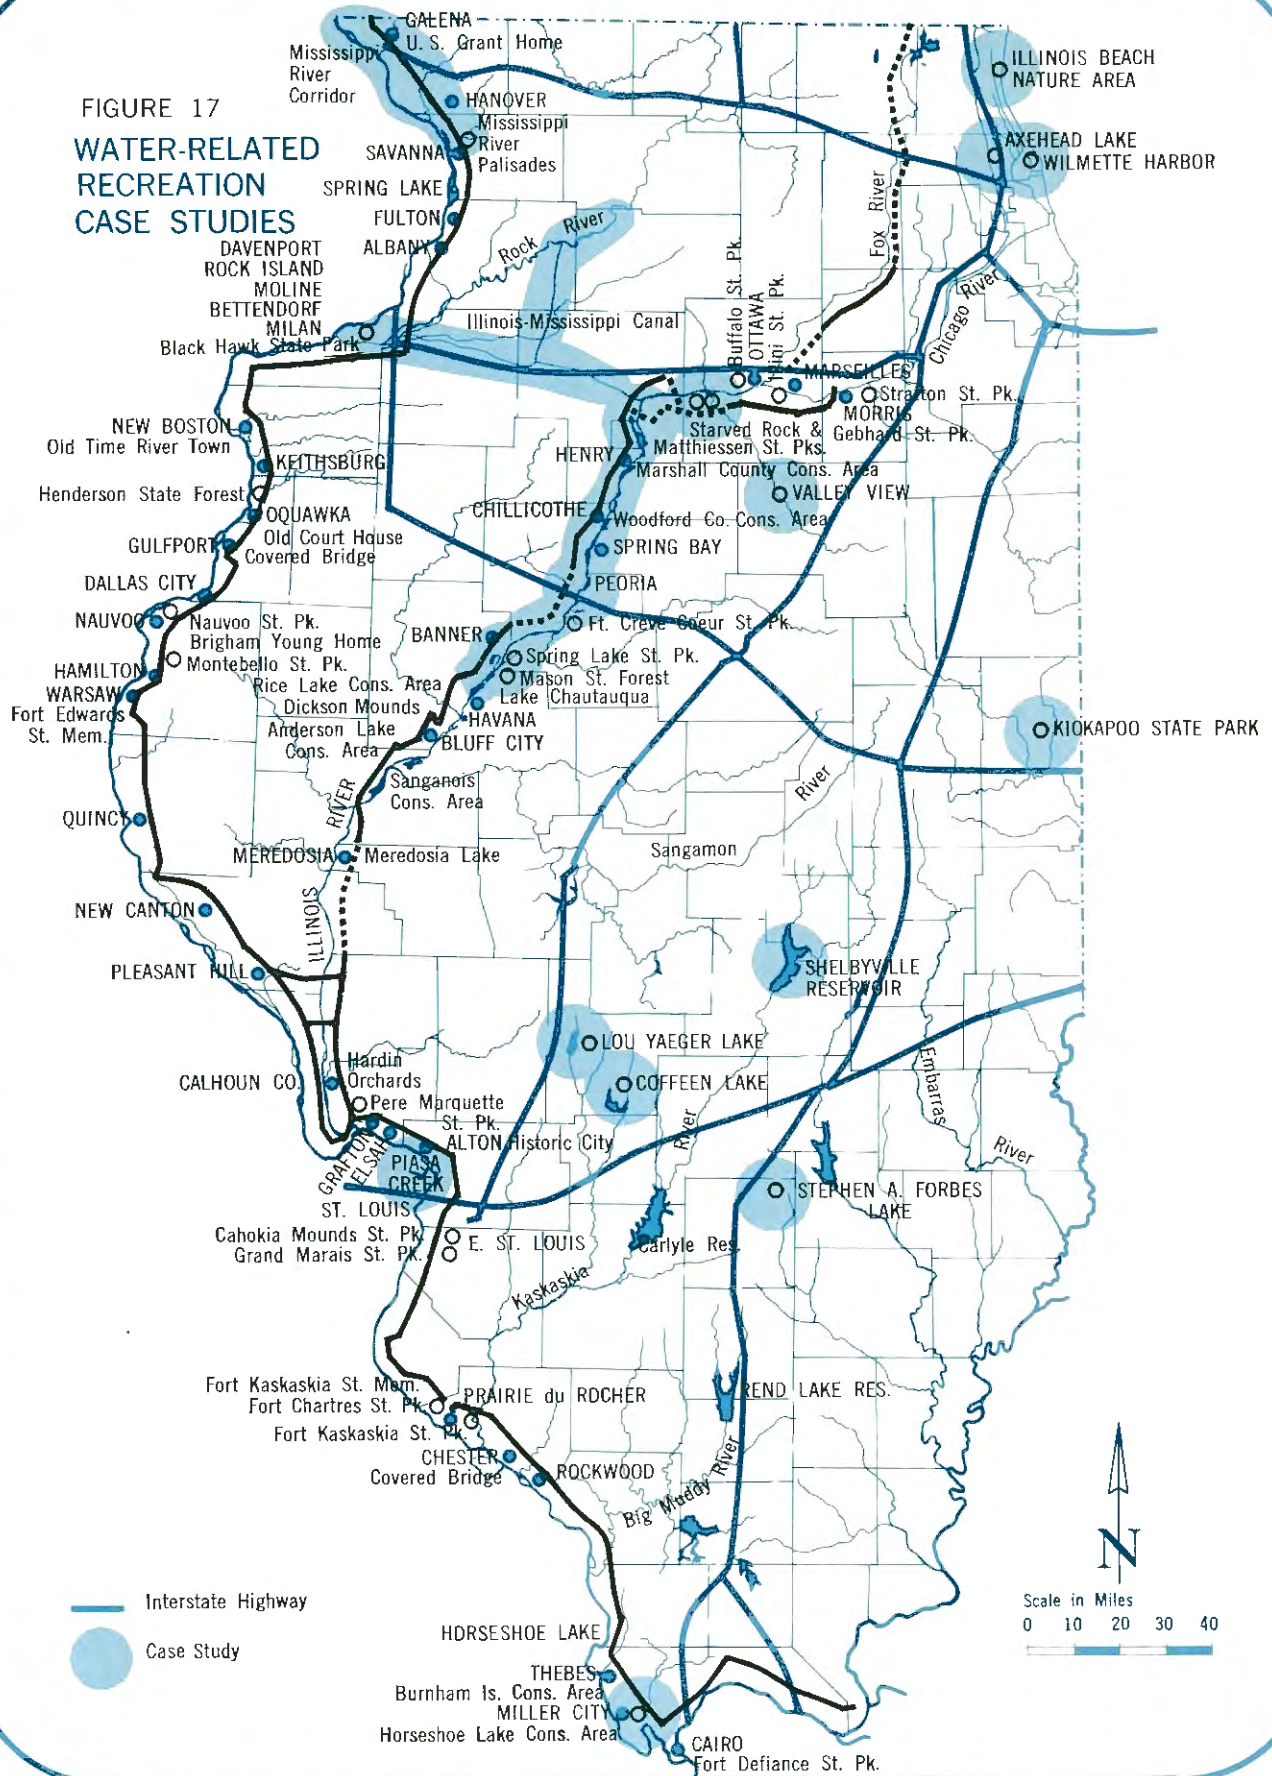 GALENA
U. S. Grant Home
Mississippi
River
Corridor
ILLINOIS BEACH
NATURE AREA
FIGURE 17
WATER-RELATED
RECREATION
CASE STUDIES
HANOVER
Mississippi
River
Palisades
SAVANNA
AXEHEAD LAKE
WILMETTE HARBOR
SPRING LAKE
FULTON
ALBANY
Rock River
Fox River
DAVENPORT
ROCK ISLAND
MOLINE
BETTENDORF
MILAN
Black Hawk State Park
Illinois-Mississippi Canal
Buffalo St. Pk.
OTTAWA
Illini St. Pk.
Chicago River
MARSEILLES
Stratton St. Pk.
MORRIS
Gebhard St. Pk.
Starved Rock &
Matthiessen St. Pks.
NEW BOSTON
Old Time River Town
KEITHSBURG
HENRY
Marshall County Cons. Area
VALLEY VIEW
Henderson State Forest
OQUAWKA
Old Court House
Covered Bridge
CHILLICOTHE
Woodford Co. Cons. Area
GULFPORT
SPRING BAY
DALLAS CITY
PEORIA
NAUVOO
Nauvoo St. Pk.
Brigham Young Home
BANNER
Ft. Creve Coeur St. Pk.
HAMILTON
Montebello St. Pk.
Spring Lake St. Pk.
WARSAW
Rice Lake Cons. Area
Mason St. Forest
Fort Edwards
St. Mem.
Dickson Mounds
Lake Chautauqua
HAVANA
Anderson Lake
Cons. Area
BLUFF CITY
KIOKAPOO STATE PARK
Sanganois
Cons. Area
QUINCY
ILLINOIS RIVER
Sangamon River
MEREDOSIA
Meredosia Lake
NEW CANTON
PLEASANT HILL
SHELBYVILLE
RESERVOIR
LOU YAEGER LAKE
COFFEEN LAKE
Hardin
Orchards
CALHOUN CO.
Pere Marquette
St. Pk.
ALTON Historic City
GRAFTON
ELSAH
PIASA
CREEK
Embarras River
STEPHEN A. FORBES
LAKE
ST. LOUIS
Cahokia Mounds St. Pk.
Grand Marais St. Pk.
E. ST. LOUIS
Carlyle Res.
Kaskaskia River
Fort Kaskaskia St. Mem.
Fort Chartres St. Pk.
PRAIRIE du ROCHER
Fort Kaskaskia St. Pk.
REND LAKE RES.
CHESTER
Covered Bridge
ROCKWOOD
Big Muddy River
N
Interstate Highway
Case Study
Scale in Miles
0 10 20 30 40
HORSESHOE LAKE
THEBES
Burnham Is. Cons. Area
MILLER CITY
Horseshoe Lake Cons. Area
CAIRO
Fort Defiance St. Pk.